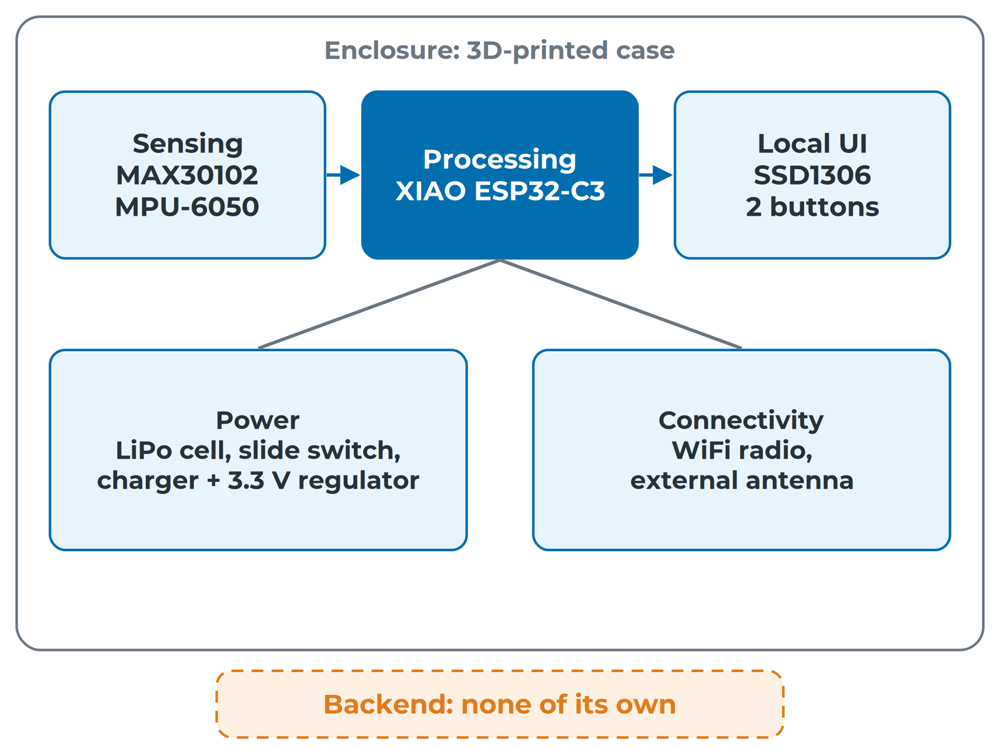 Enclosure: 3D-printed case
Sensing
MAX30102
MPU-6050
Processing
XIAO ESP32-C3
Local UI
SSD1306
2 buttons
Power
LiPo cell, slide switch,
charger + 3.3 V regulator
Connectivity
WiFi radio,
external antenna
Backend: none of its own